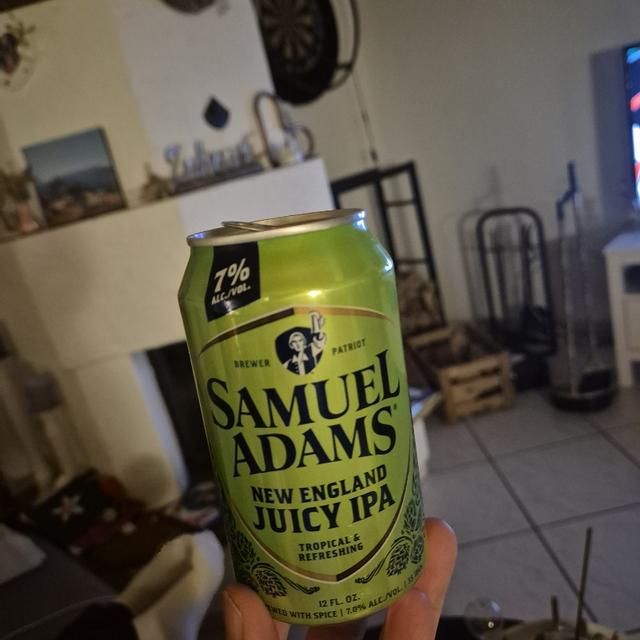 7%
ALC./VOL.
BREWER PATRIOT
SAMUEL
ADAMS®
NEW ENGLAND
JUICY IPA
TROPICAL &
REFRESHING
12 FL. OZ.
WITH SPICE | 7.0% ALC./VOL. |